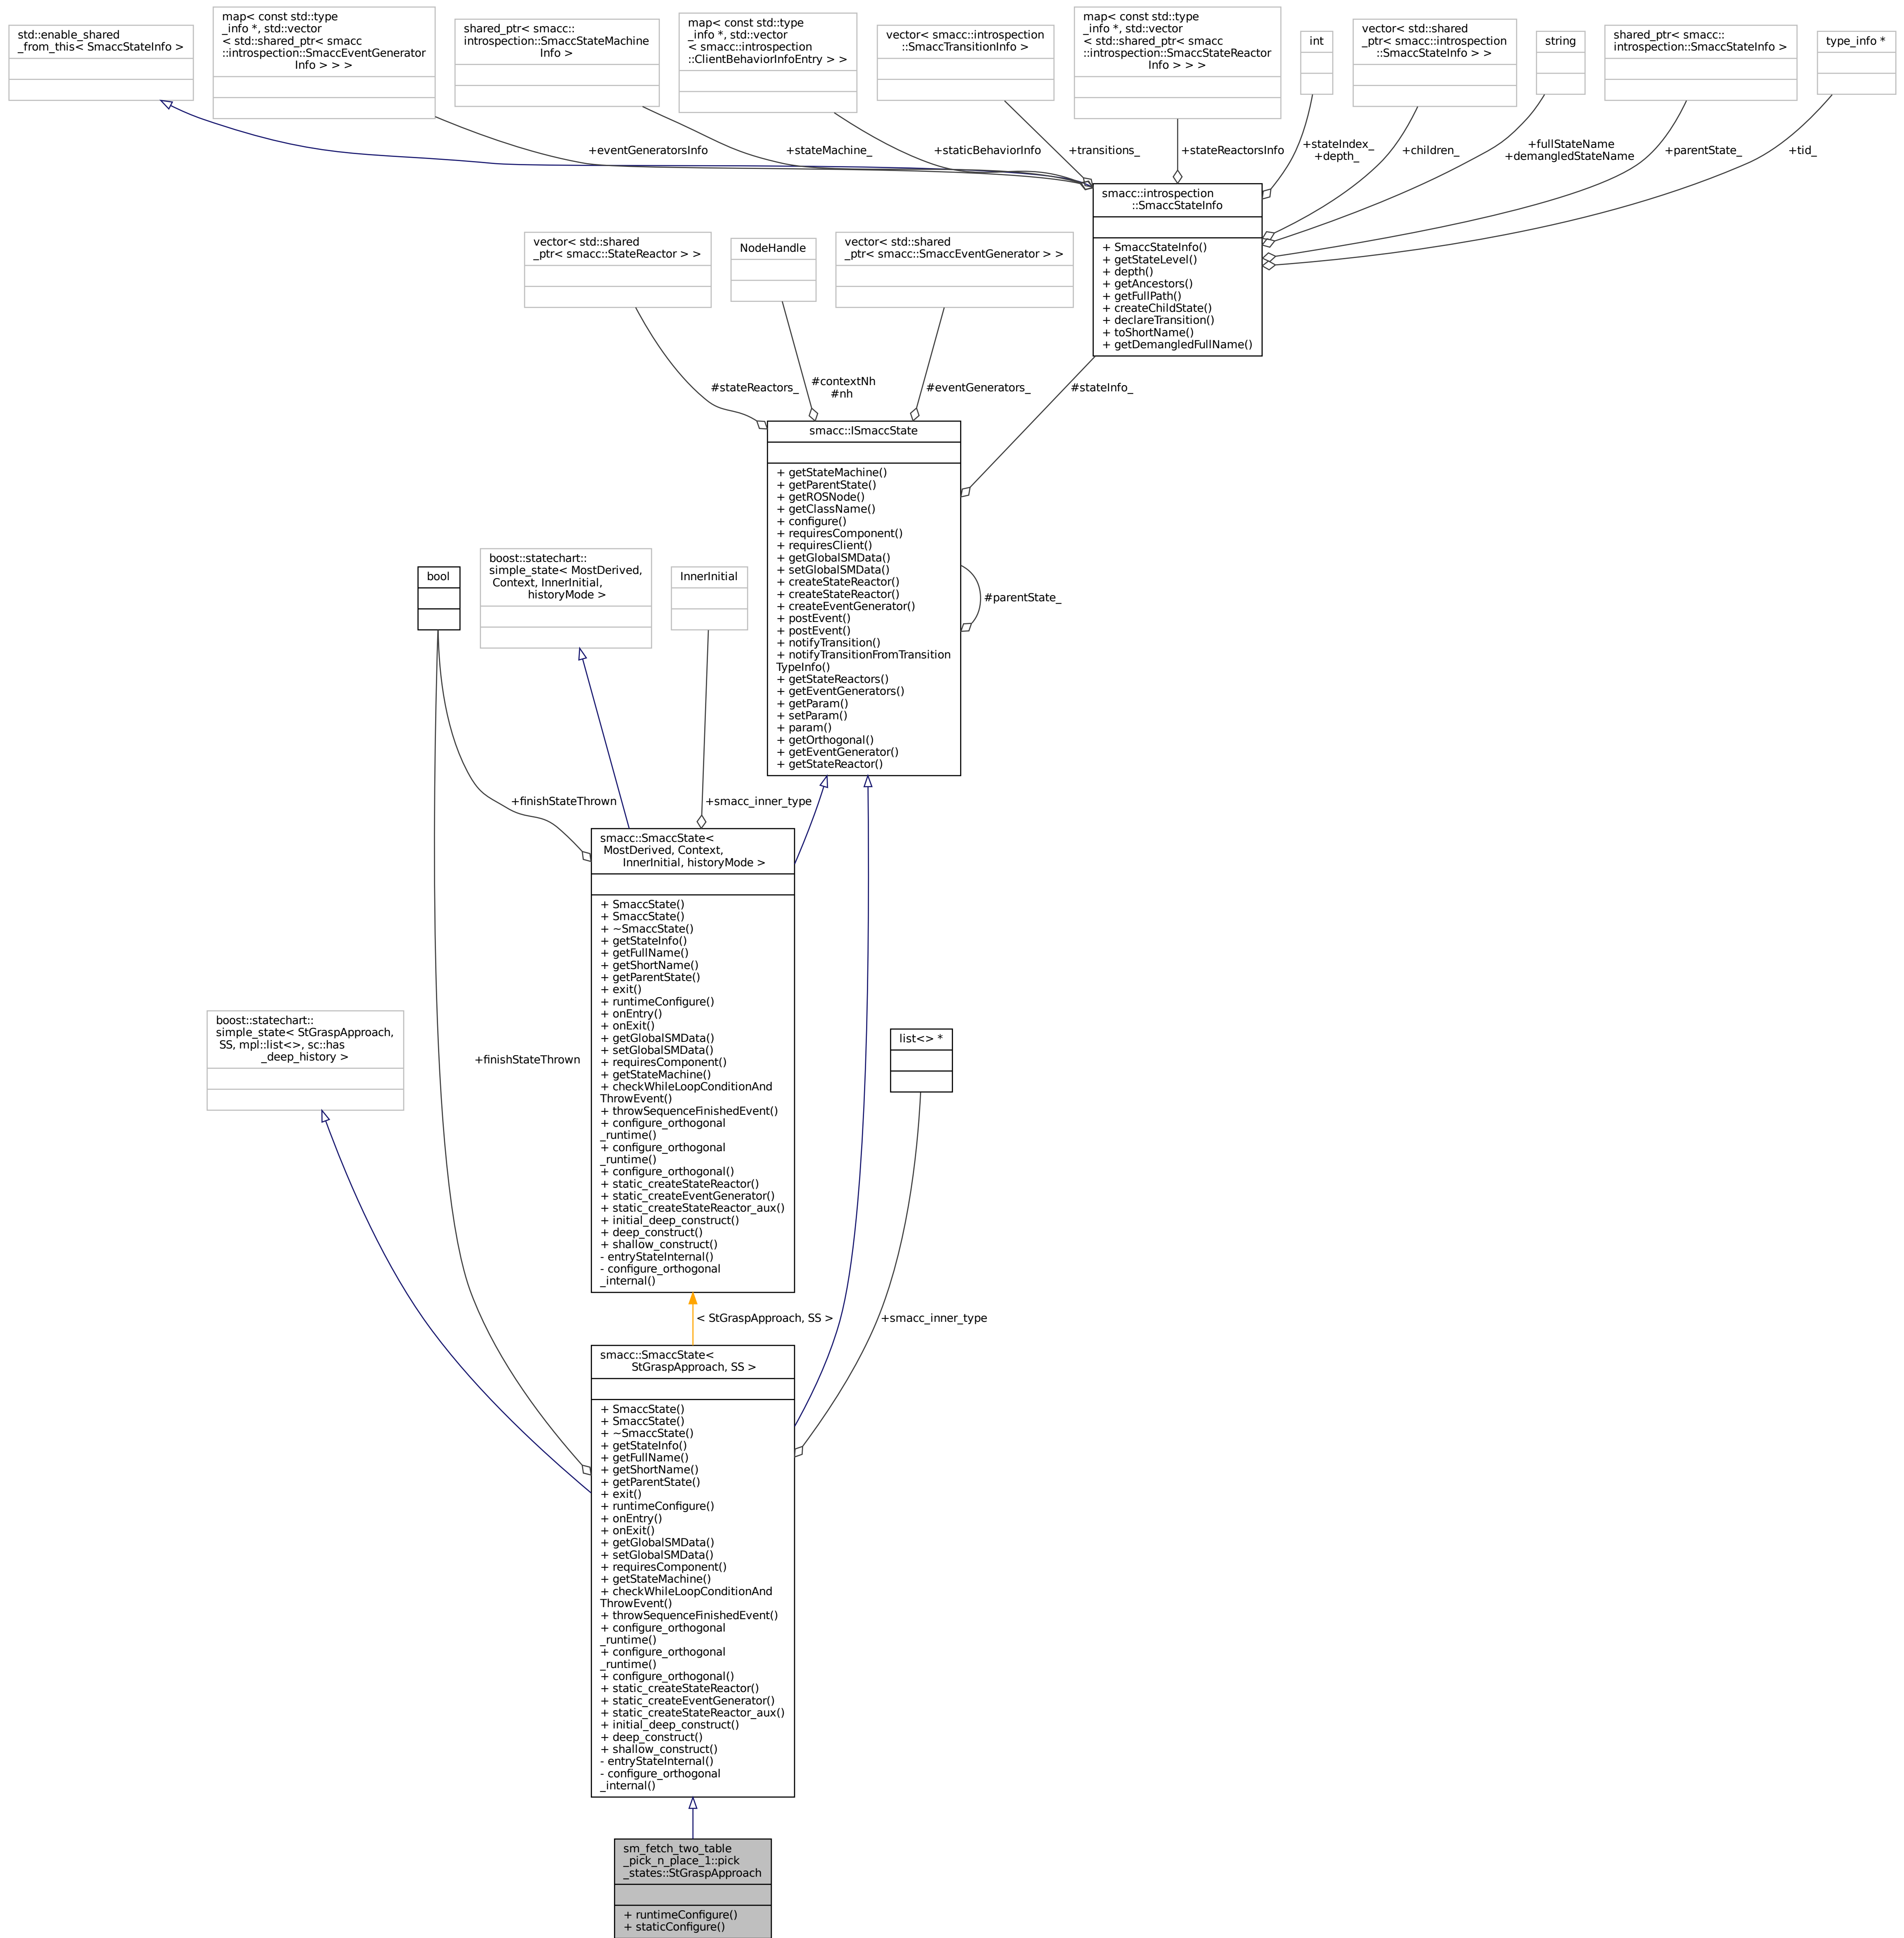 std::enable_shared
_from_this< SmaccStateInfo >
map< const std::type
_info *, std::vector
< std::shared_ptr< smacc
::introspection::SmaccEventGenerator
Info > > >
shared_ptr< smacc::
introspection::SmaccStateMachine
Info >
map< const std::type
_info *, std::vector
< smacc::introspection
::ClientBehaviorInfoEntry > >
vector< smacc::introspection
::SmaccTransitionInfo >
map< const std::type
_info *, std::vector
< std::shared_ptr< smacc
::introspection::SmaccStateReactor
Info > > >
int
vector< std::shared
_ptr< smacc::introspection
::SmaccStateInfo > >
string
shared_ptr< smacc::
introspection::SmaccStateInfo >
type_info *
+eventGeneratorsInfo
+stateMachine_
+staticBehaviorInfo
+transitions_
+stateReactorsInfo
+stateIndex_
+depth_
+children_
+fullStateName
+demangledStateName
+parentState_
+tid_
smacc::introspection
::SmaccStateInfo
+ SmaccStateInfo()
+ getStateLevel()
+ depth()
+ getAncestors()
+ getFullPath()
+ createChildState()
+ declareTransition()
+ toShortName()
+ getDemangledFullName()
vector< std::shared
_ptr< smacc::StateReactor > >
NodeHandle
vector< std::shared
_ptr< smacc::SmaccEventGenerator > >
#stateReactors_
#contextNh
#nh
#eventGenerators_
#stateInfo_
smacc::ISmaccState
+ getStateMachine()
+ getParentState()
+ getROSNode()
+ getClassName()
+ configure()
+ requiresComponent()
+ requiresClient()
+ getGlobalSMData()
+ setGlobalSMData()
+ createStateReactor()
+ createStateReactor()
+ createEventGenerator()
+ postEvent()
+ postEvent()
+ notifyTransition()
+ notifyTransitionFromTransition
TypeInfo()
+ getStateReactors()
+ getEventGenerators()
+ getParam()
+ setParam()
+ param()
+ getOrthogonal()
+ getEventGenerator()
+ getStateReactor()
#parentState_
bool
boost::statechart::
simple_state< MostDerived,
Context, InnerInitial,
historyMode >
InnerInitial
+finishStateThrown
+smacc_inner_type
smacc::SmaccState<
MostDerived, Context,
InnerInitial, historyMode >
+ SmaccState()
+ SmaccState()
+ ~SmaccState()
+ getStateInfo()
+ getFullName()
+ getShortName()
+ getParentState()
+ exit()
+ runtimeConfigure()
+ onEntry()
+ onExit()
+ getGlobalSMData()
+ setGlobalSMData()
+ requiresComponent()
+ getStateMachine()
+ checkWhileLoopConditionAnd
ThrowEvent()
+ throwSequenceFinishedEvent()
+ configure_orthogonal
_runtime()
+ configure_orthogonal
_runtime()
+ configure_orthogonal()
+ static_createStateReactor()
+ static_createEventGenerator()
+ static_createStateReactor_aux()
+ initial_deep_construct()
+ deep_construct()
+ shallow_construct()
- entryStateInternal()
- configure_orthogonal
_internal()
boost::statechart::
simple_state< StGraspApproach,
SS, mpl::list<>, sc::has
_deep_history >
+finishStateThrown
list<> *
< StGraspApproach, SS >
+smacc_inner_type
smacc::SmaccState<
StGraspApproach, SS >
+ SmaccState()
+ SmaccState()
+ ~SmaccState()
+ getStateInfo()
+ getFullName()
+ getShortName()
+ getParentState()
+ exit()
+ runtimeConfigure()
+ onEntry()
+ onExit()
+ getGlobalSMData()
+ setGlobalSMData()
+ requiresComponent()
+ getStateMachine()
+ checkWhileLoopConditionAnd
ThrowEvent()
+ throwSequenceFinishedEvent()
+ configure_orthogonal
_runtime()
+ configure_orthogonal
_runtime()
+ configure_orthogonal()
+ static_createStateReactor()
+ static_createEventGenerator()
+ static_createStateReactor_aux()
+ initial_deep_construct()
+ deep_construct()
+ shallow_construct()
- entryStateInternal()
- configure_orthogonal
_internal()
sm_fetch_two_table
_pick_n_place_1::pick
_states::StGraspApproach
+ runtimeConfigure()
+ staticConfigure()